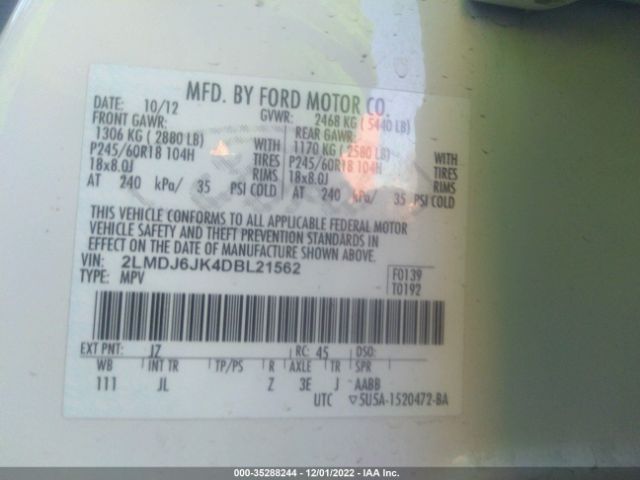 MFD. BY FORD MOTOR CO.
DATE: 10/12 GVWR: 2468 KG ( 5440 LB)
FRONT GAWR: REAR GAWR:
1306 KG ( 2880 LB) WITH 1170 KG ( 2580 LB) WITH
P245/60R18 104H TIRES P245/60R18 104H TIRES
18x8.0J RIMS 18x8.0J RIMS
AT 240 kPa/ 35 PSI COLD AT 240 kPa/ 35 PSI COLD
THIS VEHICLE CONFORMS TO ALL APPLICABLE FEDERAL MOTOR
VEHICLE SAFETY AND THEFT PREVENTION STANDARDS IN
EFFECT ON THE DATE OF MANUFACTURE SHOWN ABOVE.
VIN: 2LMDJ6JK4DBL21562 F0139
TYPE: MPV T0192
EXT PNT: JZ RC: 45 DSO:
WB INT TR TP/PS R AXLE TR SPR
111 JL Z 3E J AABB
UTC ▽5U5A-1520472-BA
000-35288244 - 12/01/2022 - IAA Inc.